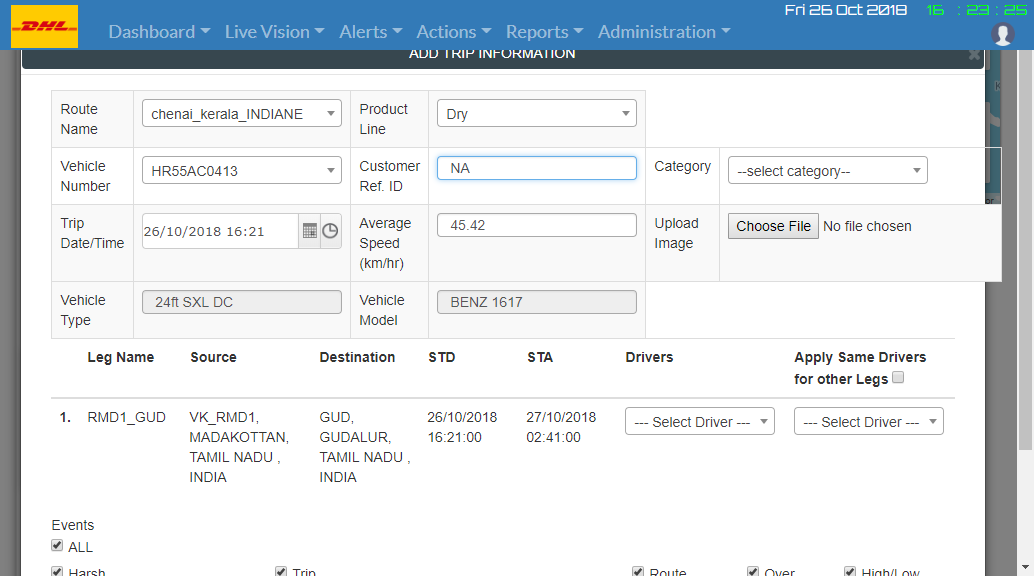 Fri 26 Oct 2018 16 : 23 : 25
DHL
Dashboard Live Vision Alerts Actions Reports Administration
ADD TRIP INFORMATION
Route Name chenai_kerala_INDIANE Product Line Dry
Vehicle Number HR55AC0413 Customer Ref. ID NA Category --select category--
Trip Date/Time 26/10/2018 16:21 Average Speed (km/hr) 45.42 Upload Image Choose File No file chosen
Vehicle Type 24ft SXL DC Vehicle Model BENZ 1617
Leg Name Source Destination STD STA Drivers Apply Same Drivers for other Legs
1. RMD1_GUD VK_RMD1, MADAKOTTAN, TAMIL NADU , INDIA GUD, GUDALUR, TAMIL NADU , INDIA 26/10/2018 16:21:00 27/10/2018 02:41:00 --- Select Driver --- --- Select Driver ---
Events
ALL
Harsh Trip Route Over High/Low